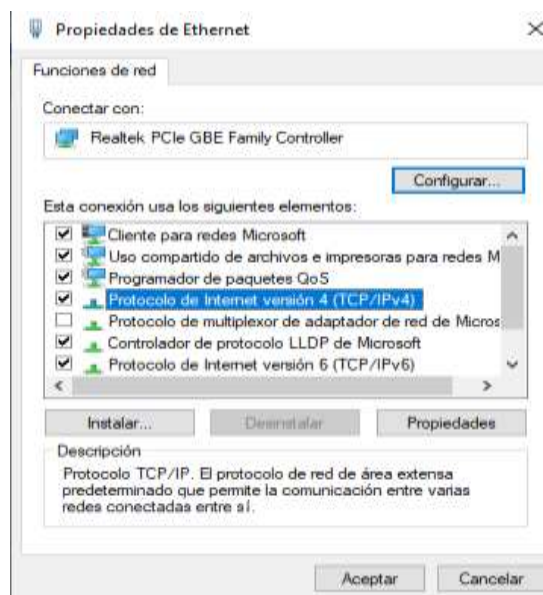 Propiedades de Ethernet
Funciones de red
Conectar con:
Realtek PCIe GBE Family Controller
Configurar...
Esta conexión usa los siguientes elementos:
Cliente para redes Microsoft
Uso compartido de archivos e impresoras para redes M
Programador de paquetes QoS
Protocolo de Internet versión 4 (TCP/IPv4)
Protocolo de multiplexor de adaptador de red de Micros
Controlador de protocolo LLDP de Microsoft
Protocolo de Internet versión 6 (TCP/IPv6)
Instalar... Desinstalar Propiedades
Descripción
Protocolo TCP/IP. El protocolo de red de área extensa
predeterminado que permite la comunicación entre varias
redes conectadas entre sí.
Aceptar Cancelar